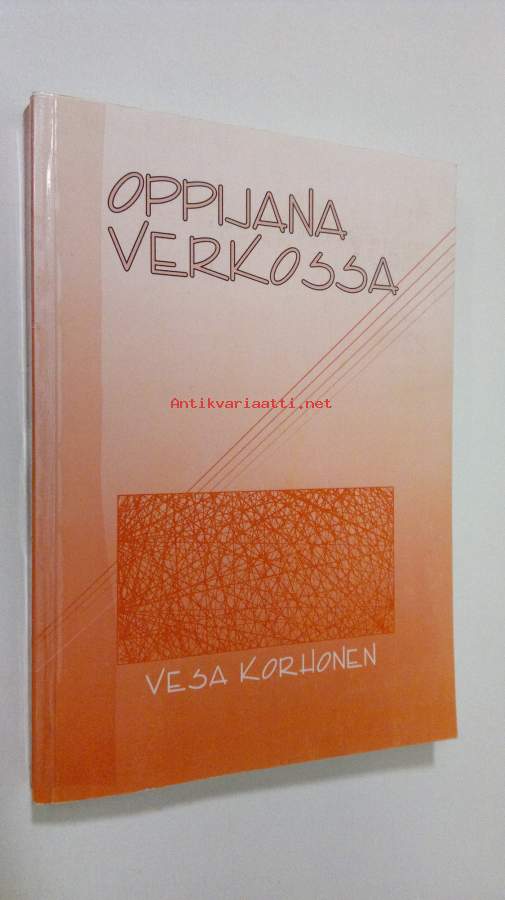 OPPIJANA
VERKOSSA
Antikvariaatti.net
VESA KORHONEN